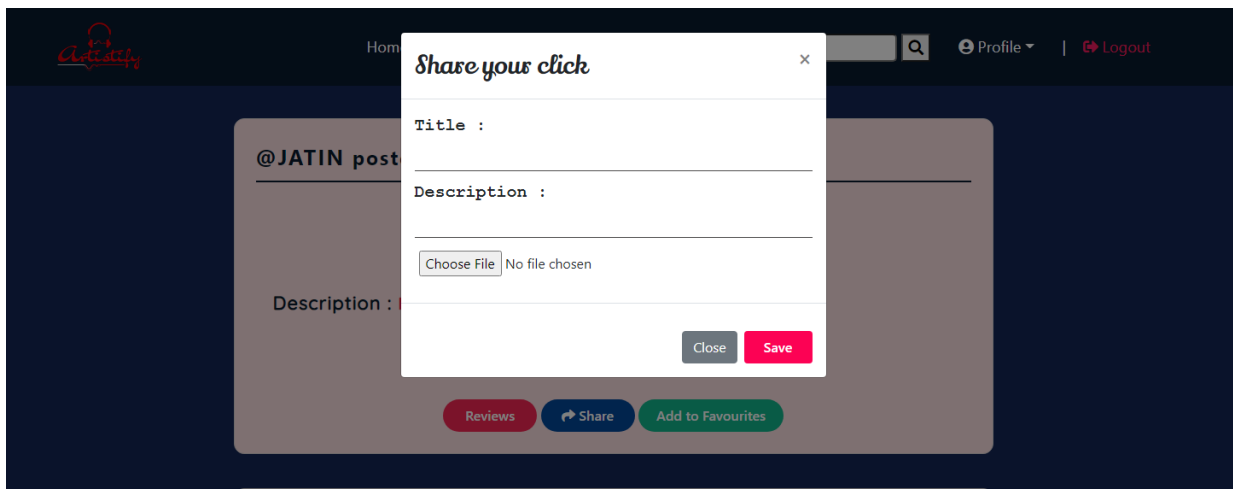 Artistify
Hom
Profile
|
Logout
Share your click
×
@JATIN post
Title :
Description :
Choose File No file chosen
Description :
Close
Save
Reviews
Share
Add to Favourites